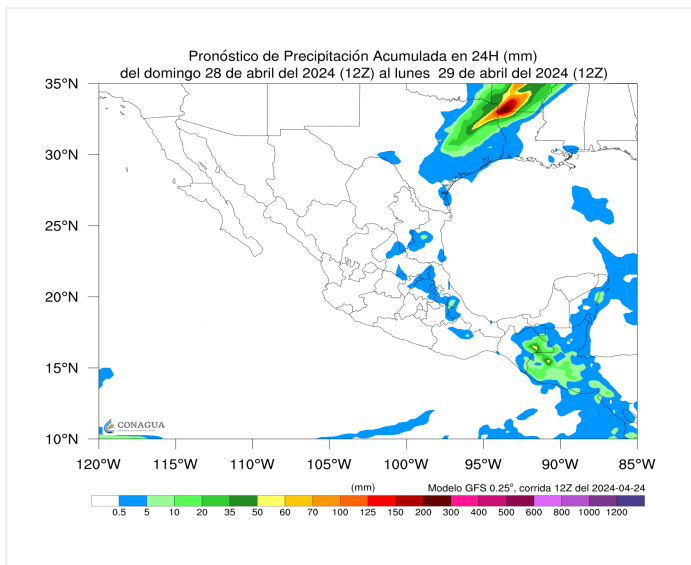 Pronóstico de Precipitación Acumulada en 24H (mm)
del domingo 28 de abril del 2024 (12Z) al lunes 29 de abril del 2024 (12Z)
35°N
30°N
25°N
20°N
15°N
10°N
CONAGUA
120°W 115°W 110°W 105°W 100°W 95°W 90°W 85°W
(mm) Modelo GFS 0.25°, corrida 12Z del 2024-04-24
0.5 5 10 20 35 50 60 70 100 125 150 200 300 400 500 600 800 1000 1200